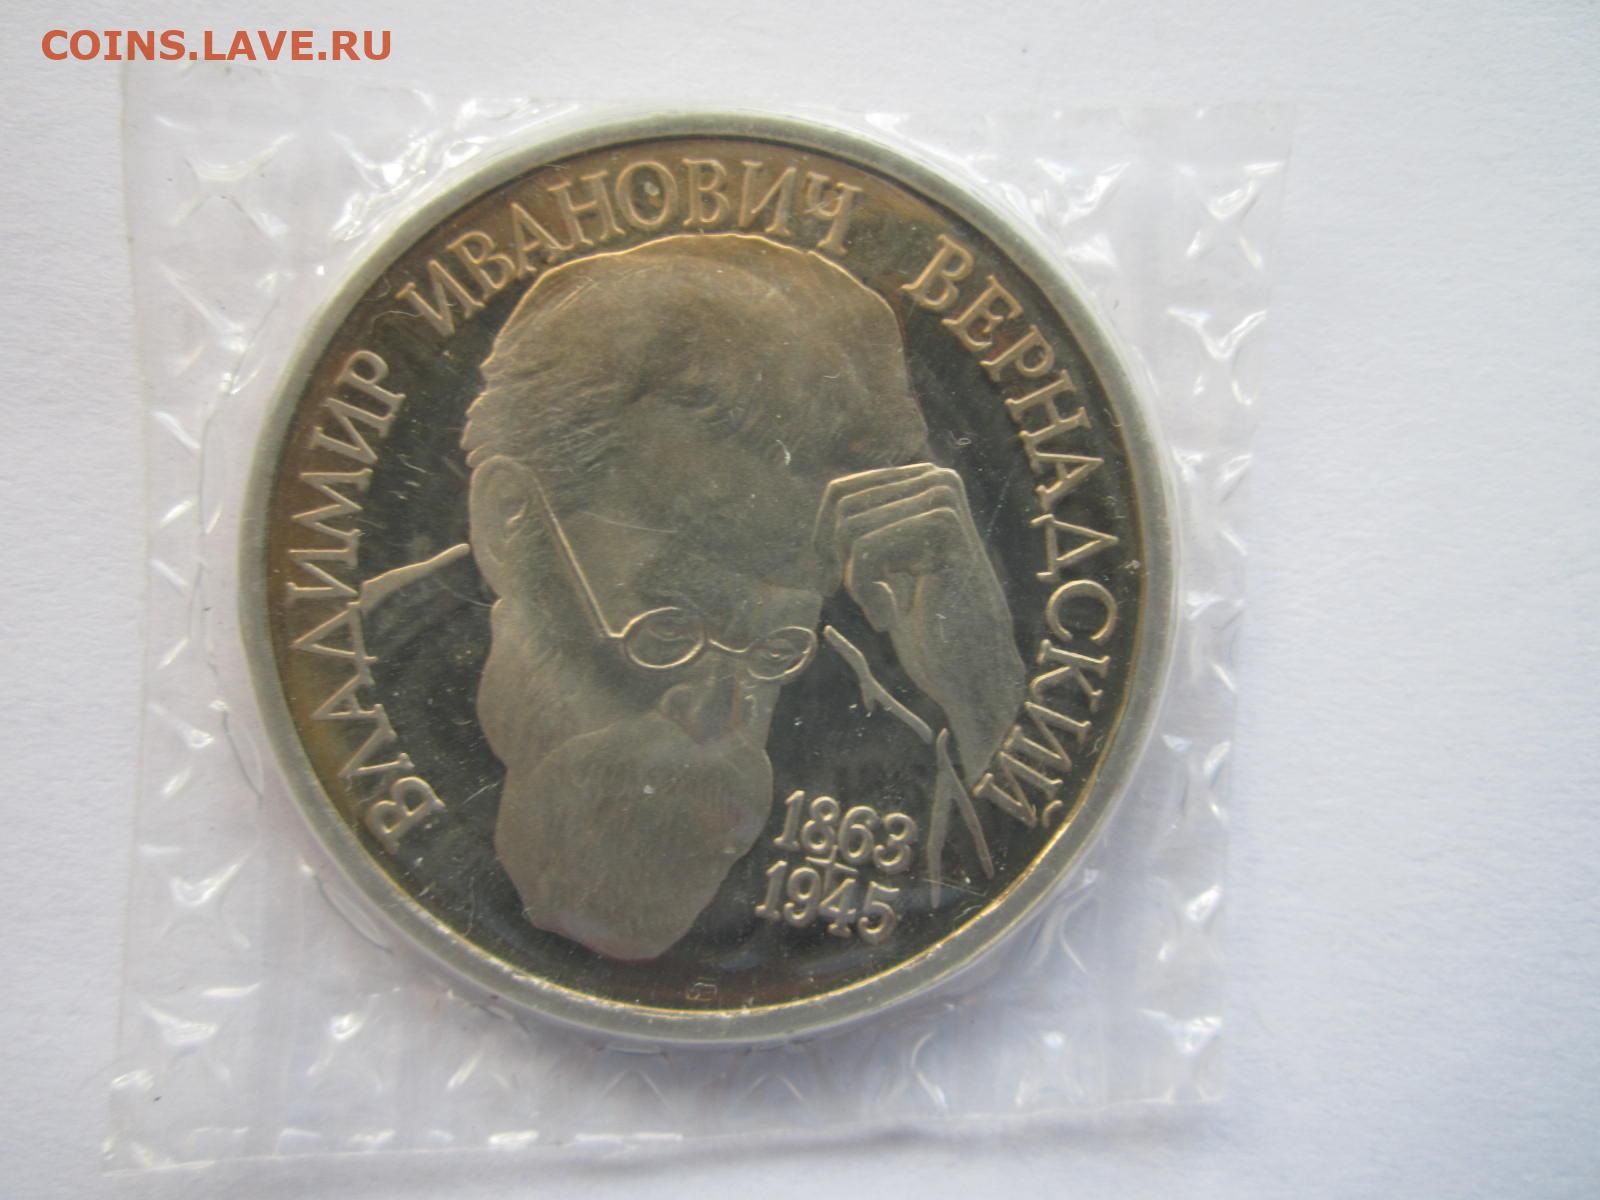 COINS.LAVE.RU
ВЛАДИМИР ИВАНОВИЧ ВЕРНАДСКИЙ
1863
1945